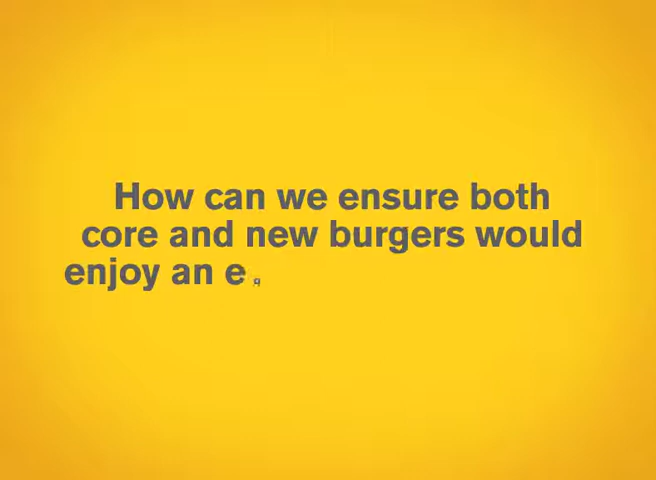 How can we ensure both
core and new burgers would
enjoy an e